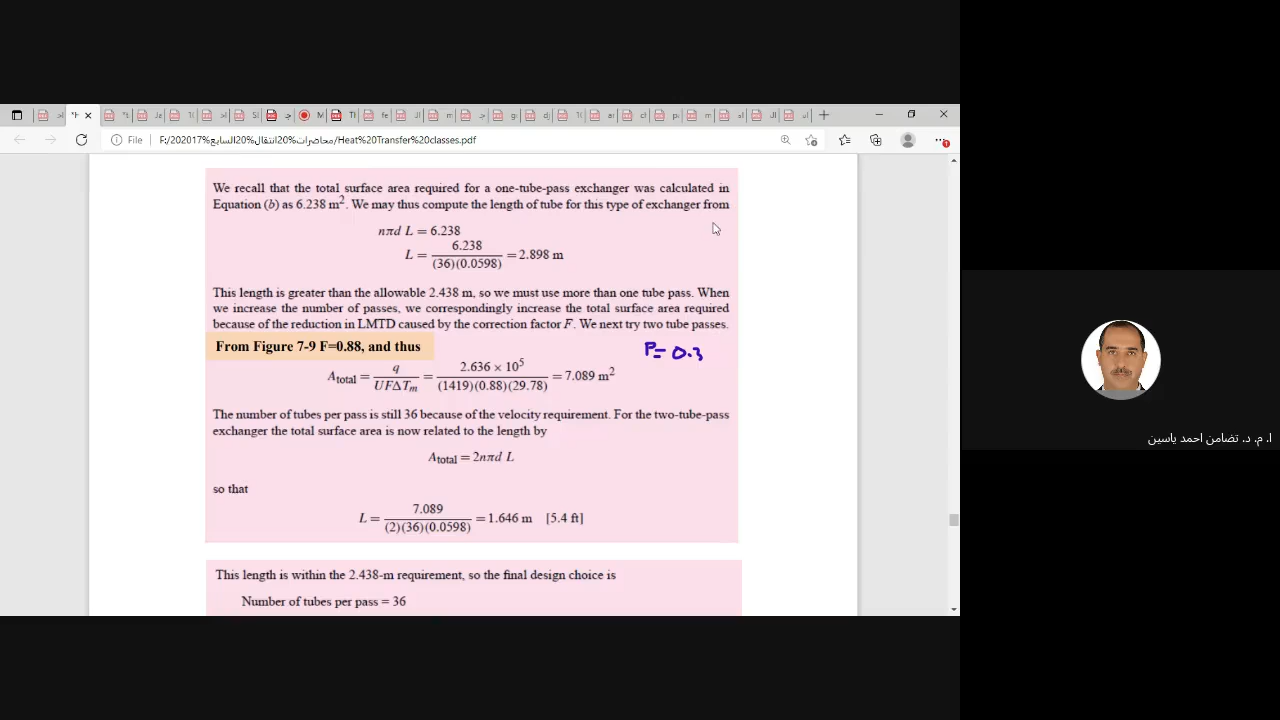 File
F:/202017%السابع%20انتقال%20محاضرات/Heat%20Transfer%20classes.pdf
We recall that the total surface area required for a one-tube-pass exchanger was calculated in
Equation (b) as 6.238 m². We may thus compute the length of tube for this type of exchanger from
nπd L = 6.238
L = 6.238 / (36)(0.0598) = 2.898 m
This length is greater than the allowable 2.438 m, so we must use more than one tube pass. When
we increase the number of passes, we correspondingly increase the total surface area required
because of the reduction in LMTD caused by the correction factor F. We next try two tube passes.
From Figure 7-9 F=0.88, and thus
P= 0.3
Atotal = q / UFΔTm = 2.636 × 10⁵ / (1419)(0.88)(29.78) = 7.089 m²
The number of tubes per pass is still 36 because of the velocity requirement. For the two-tube-pass
exchanger the total surface area is now related to the length by
Atotal = 2nπd L
so that
L = 7.089 / (2)(36)(0.0598) = 1.646 m [5.4 ft]
This length is within the 2.438-m requirement, so the final design choice is
Number of tubes per pass = 36
ا. م. د. تضامن احمد ياسين